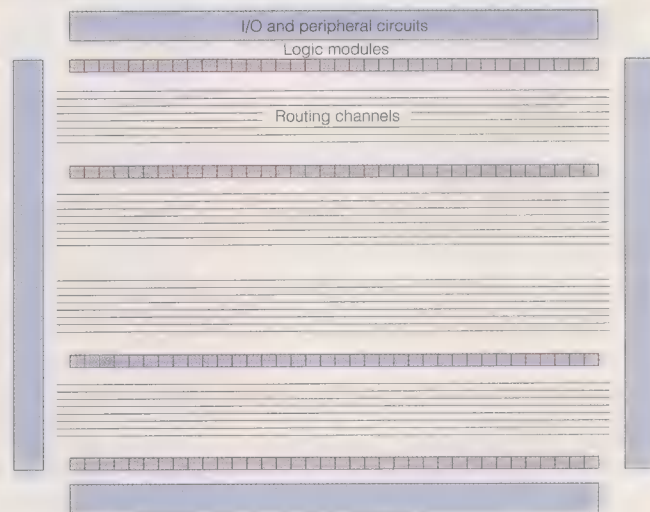 I/O and peripheral circuits
Logic modules
Routing channels